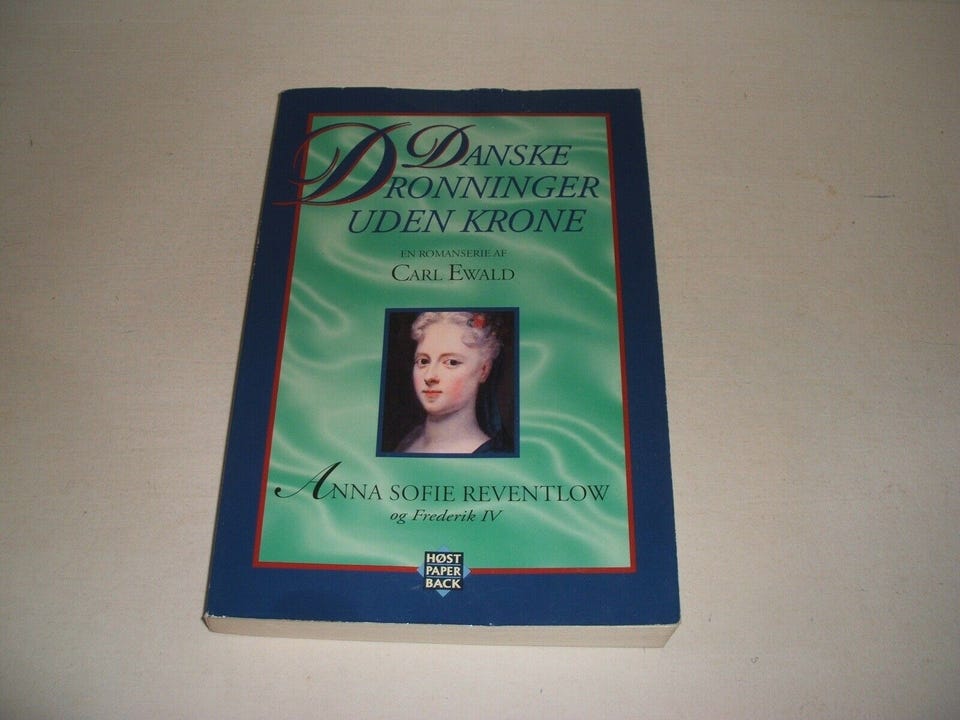 DANSKE
DRONNINGER
UDEN KRONE
EN ROMANSERIE AF
CARL EWALD
ANNA SOFIE REVENTLOW
og Frederik IV
HØST
PAPER
BACK